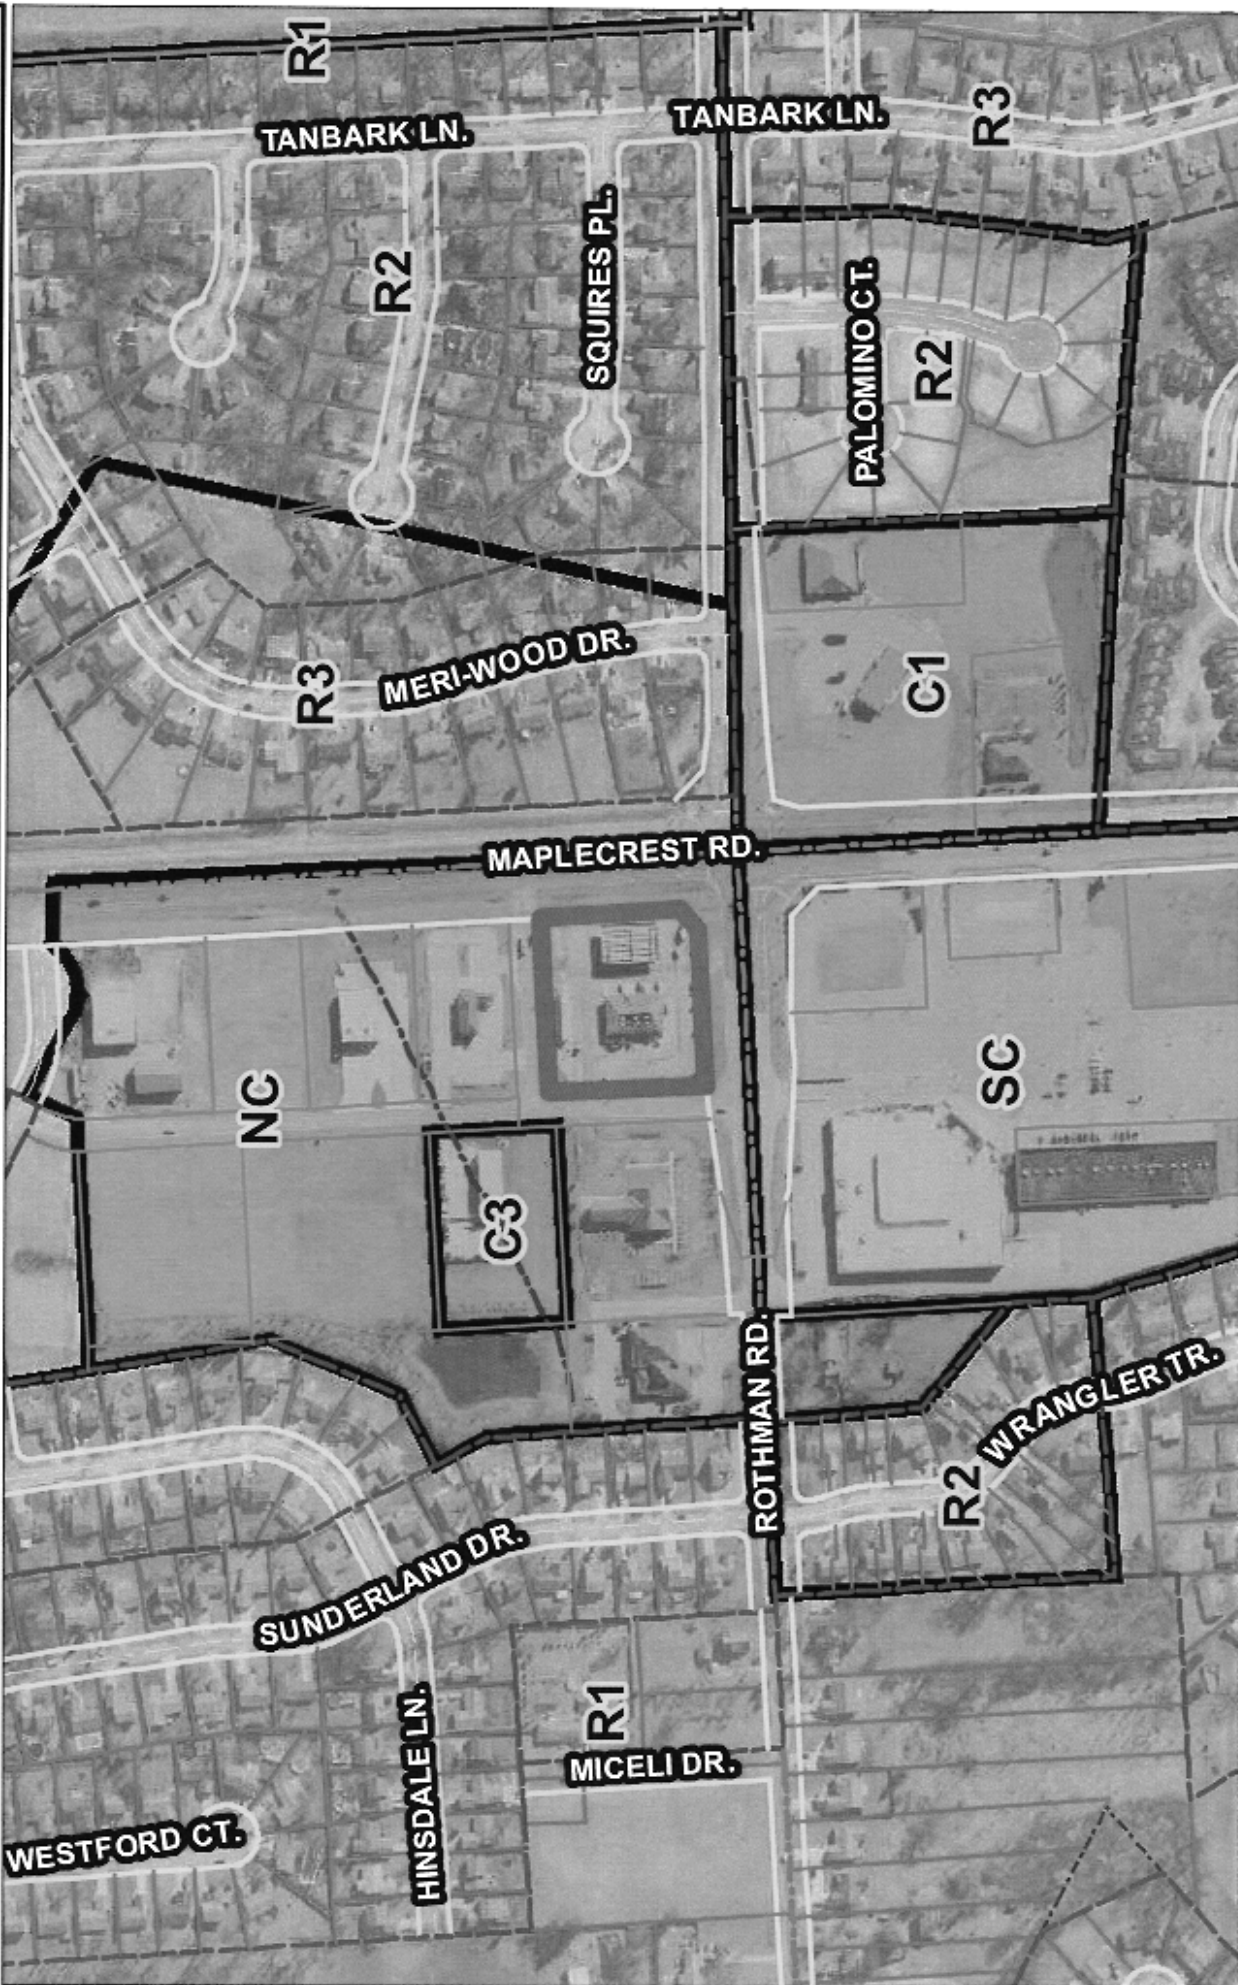 R1
TANBARK LN.
TANBARK LN.
R3
R2
SQUIRES PL.
PALOMINO CT.
R2
R3
MERI-WOOD DR.
C1
MAPLECREST RD.
NC
SC
C3
ROTHMAN RD.
WRANGLER TR.
R2
SUNDERLAND DR.
HINSDALE LN.
R1
MICELI DR.
WESTFORD CT.